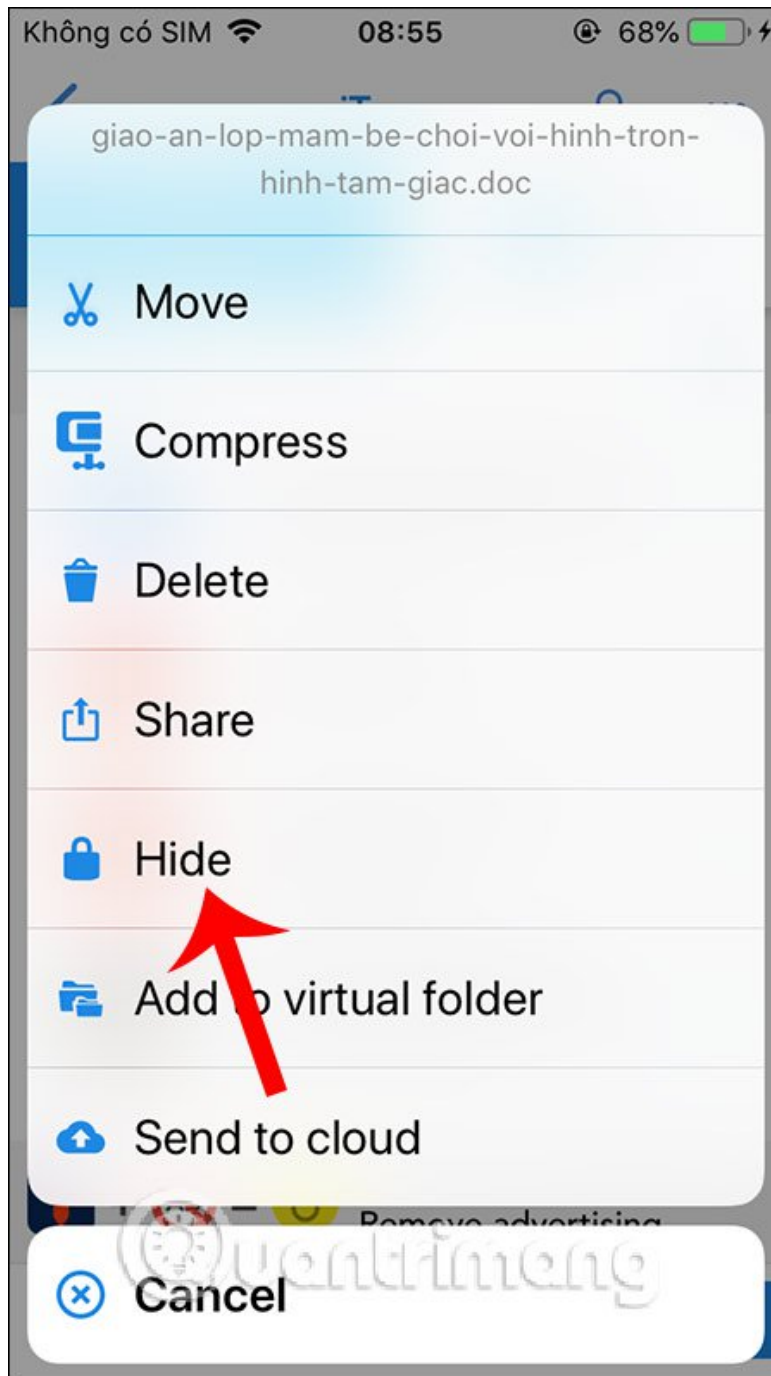 Không có SIM 08:55 68%
giao-an-lop-mam-be-choi-voi-hinh-tron-
hinh-tam-giac.doc
Move
Compress
Delete
Share
Hide
Add to virtual folder
Send to cloud
Remove advertising
Quantrimang
Cancel